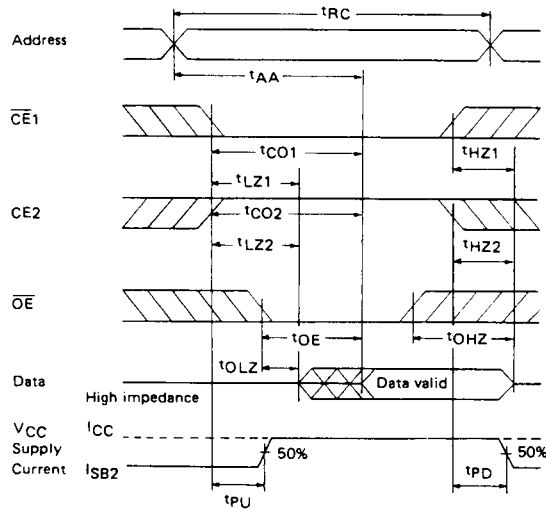 tRC
Address
tAA
CE1
tCO1
tHZ1
tLZ1
CE2
tCO2
tLZ2
tHZ2
OE
tOE
tOHZ
tOLZ
Data
Data valid
High impedance
VCC ICC
Supply
50%
50%
Current ISB2
tPU
tPD